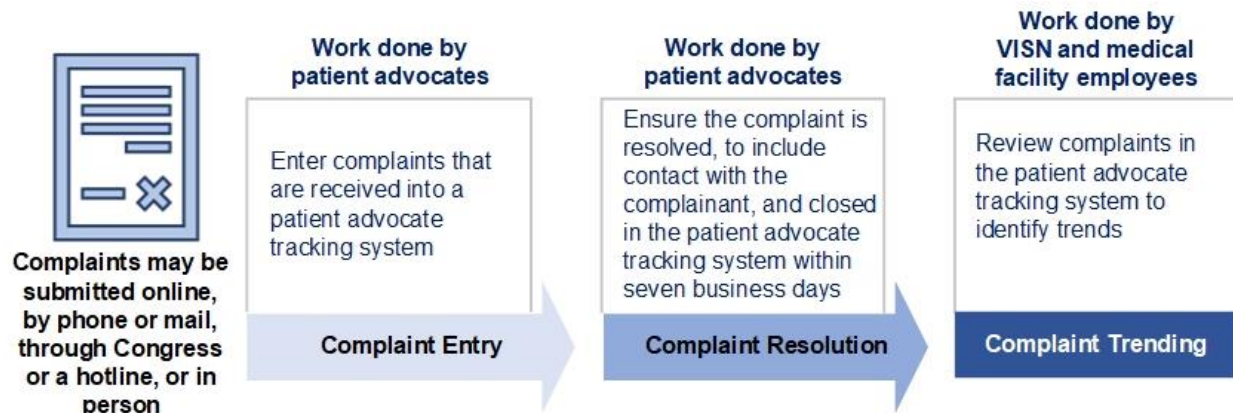 Complaints may be
submitted online,
by phone or mail,
through Congress
or a hotline, or in
person
Work done by
patient advocates
Enter complaints that
are received into a
patient advocate
tracking system
Complaint Entry
Work done by
patient advocates
Ensure the complaint is
resolved, to include
contact with the
complainant, and closed
in the patient advocate
tracking system within
seven business days
Complaint Resolution
Work done by
VISN and medical
facility employees
Review complaints in
the patient advocate
tracking system to
identify trends
Complaint Trending